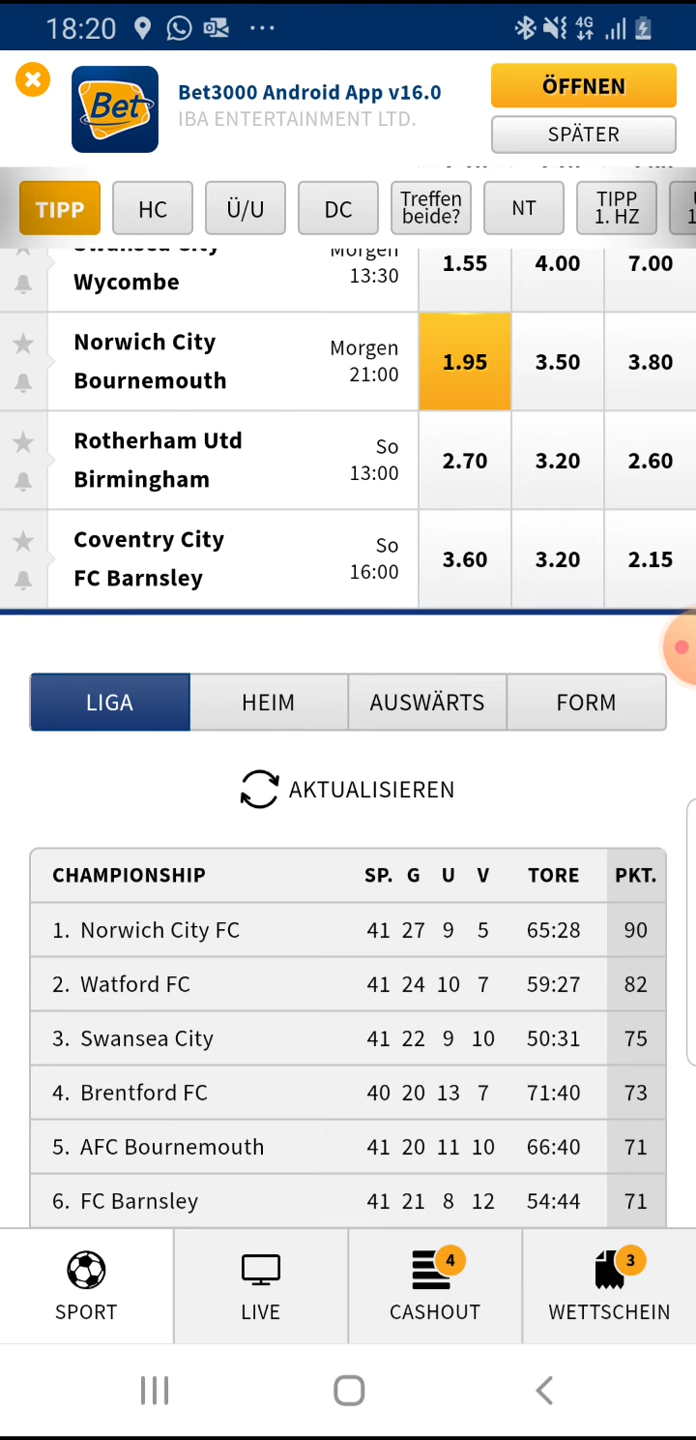 18:20
4G
Bet
Bet3000 Android App v16.0
IBA ENTERTAINMENT LTD.
ÖFFNEN
SPÄTER
TIPP
HC
Ü/U
DC
Treffen
beide?
NT
TIPP
1. HZ
Swansea City
Wycombe
Morgen
13:30
1.55 4.00 7.00
Norwich City
Bournemouth
Morgen
21:00
1.95 3.50 3.80
Rotherham Utd
Birmingham
So
13:00
2.70 3.20 2.60
Coventry City
FC Barnsley
So
16:00
3.60 3.20 2.15
LIGA HEIM AUSWÄRTS FORM
AKTUALISIEREN
CHAMPIONSHIP SP. G U V TORE PKT.
1. Norwich City FC 41 27 9 5 65:28 90
2. Watford FC 41 24 10 7 59:27 82
3. Swansea City 41 22 9 10 50:31 75
4. Brentford FC 40 20 13 7 71:40 73
5. AFC Bournemouth 41 20 11 10 66:40 71
6. FC Barnsley 41 21 8 12 54:44 71
4 3
SPORT LIVE CASHOUT WETTSCHEIN